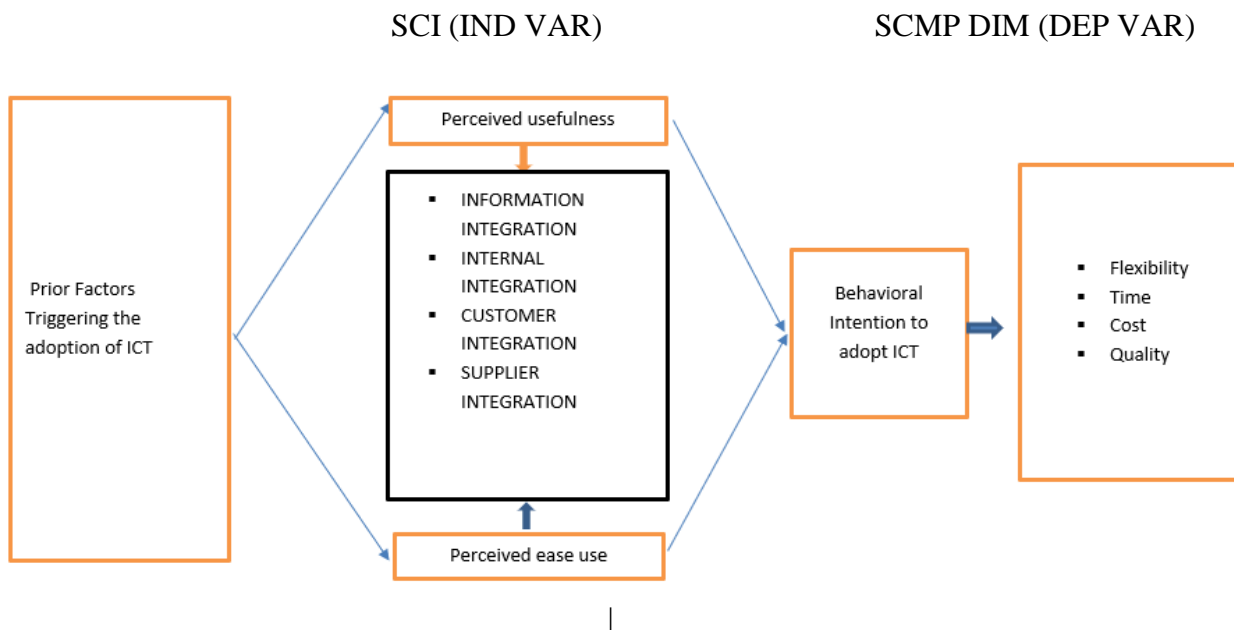 SCI (IND VAR)
SCMP DIM (DEP VAR)
Prior Factors
Triggering the
adoption of ICT
Perceived usefulness
▪ INFORMATION
INTEGRATION
▪ INTERNAL
INTEGRATION
▪ CUSTOMER
INTEGRATION
▪ SUPPLIER
INTEGRATION
Perceived ease use
Behavioral
Intention to
adopt ICT
▪ Flexibility
▪ Time
▪ Cost
▪ Quality